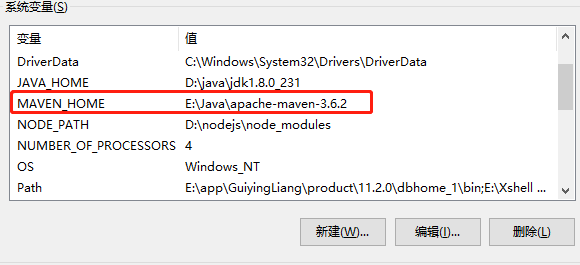 系统变量(S)
变量 值
DriverData C:\Windows\System32\Drivers\DriverData
JAVA_HOME D:\java\jdk1.8.0_231
MAVEN_HOME E:\Java\apache-maven-3.6.2
NODE_PATH D:\nodejs\node_modules
NUMBER_OF_PROCESSORS 4
OS Windows_NT
Path E:\app\GuiyingLiang\product\11.2.0\dbhome_1\bin;E:\Xshell ...
新建(W)... 编辑(I)... 删除(L)